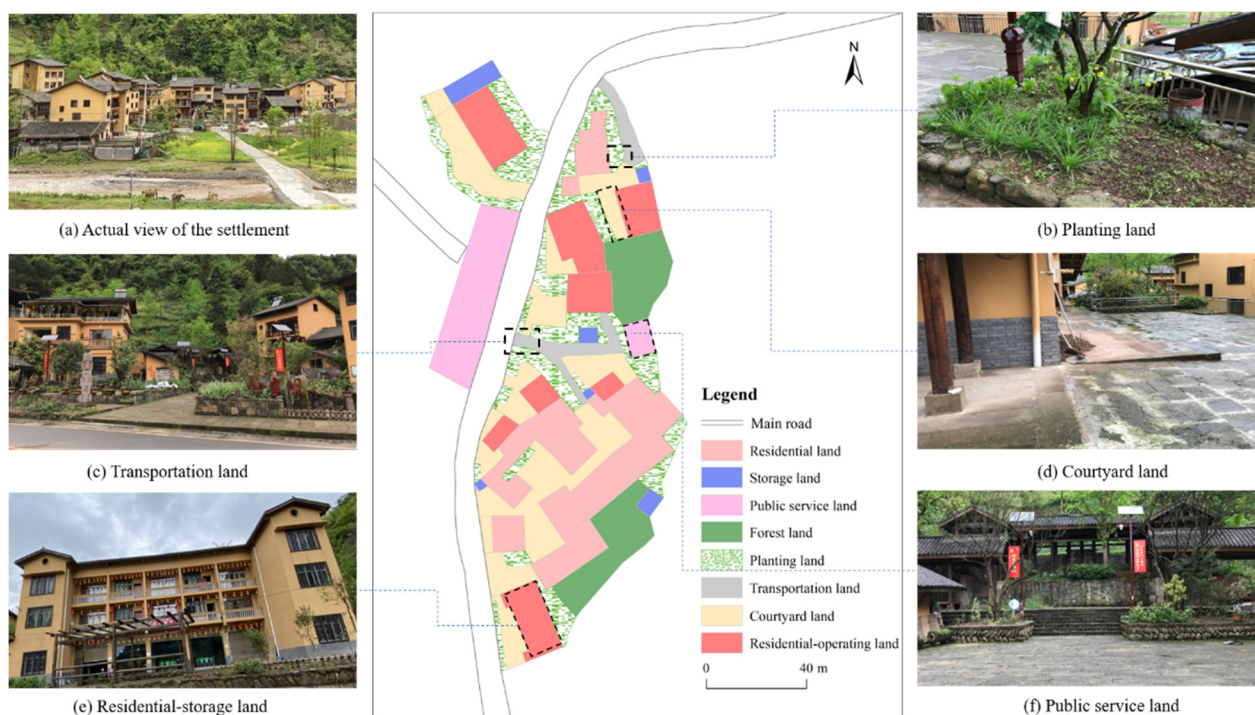 (a) Actual view of the settlement
(c) Transportation land
(e) Residential-storage land
N
Legend
Main road
Residential land
Storage land
Public service land
Forest land
Planting land
Transportation land
Courtyard land
Residential-operating land
0 40 m
(b) Planting land
(d) Courtyard land
(f) Public service land